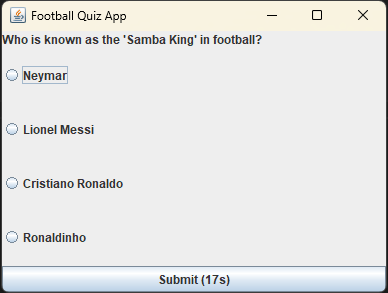 Football Quiz App
Who is known as the 'Samba King' in football?
Neymar
Lionel Messi
Cristiano Ronaldo
Ronaldinho
Submit (17s)